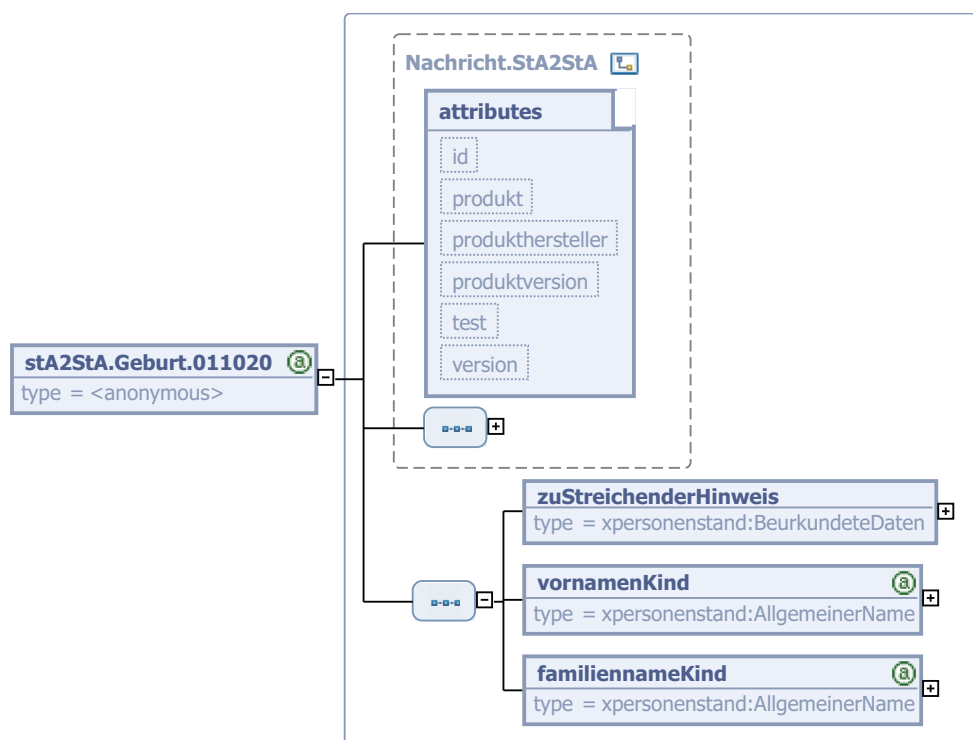 Nachricht.StA2StA
attributes
id
produkt
produkthersteller
produktversion
test
version
stA2StA.Geburt.011020
type = <anonymous>
zuStreichenderHinweis
type = xpersonenstand:BeurkundeteDaten
vornamenKind
type = xpersonenstand:AllgemeinerName
familiennameKind
type = xpersonenstand:AllgemeinerName